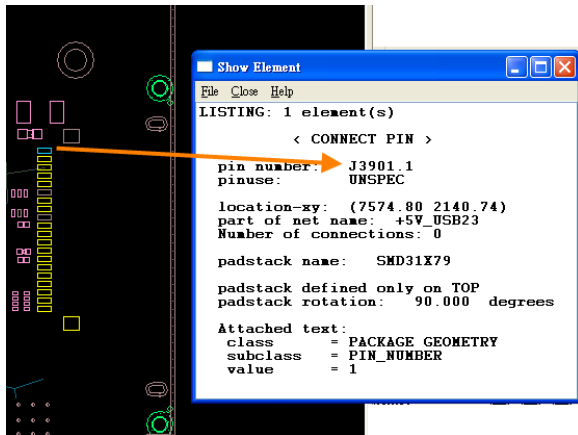 Show Element
File Close Help
LISTING: 1 element(s)
< CONNECT PIN >
pin number: J3901.1
pinuse: UNSPEC
location-xy: (7574.80 2140.74)
part of net name: +5V_USB23
Number of connections: 0
padstack name: SMD31X79
padstack defined only on TOP
padstack rotation: 90.000 degrees
Attached text:
class = PACKAGE GEOMETRY
subclass = PIN_NUMBER
value = 1